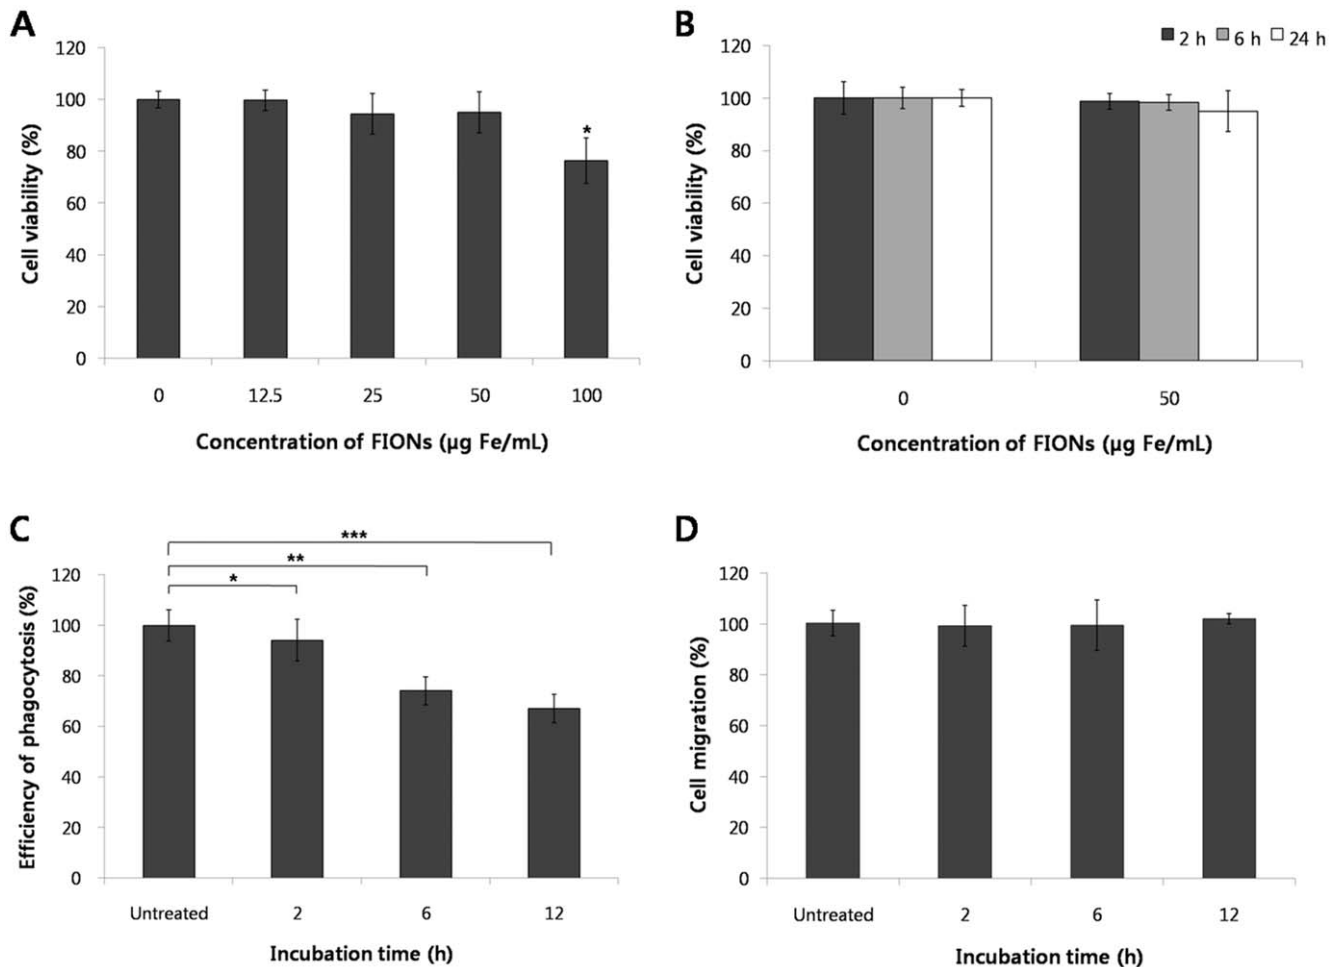 A
120
100
80
60
40
20
0
Cell viability (%)
*
0 12.5 25 50 100
Concentration of FIONs (μg Fe/mL)
B
2 h 6 h 24 h
120
100
80
60
40
20
0
Cell viability (%)
0 50
Concentration of FIONs (μg Fe/mL)
C
***
**
*
120
100
80
60
40
20
0
Efficiency of phagocytosis (%)
Untreated 2 6 12
Incubation time (h)
D
120
100
80
60
40
20
0
Cell migration (%)
Untreated 2 6 12
Incubation time (h)